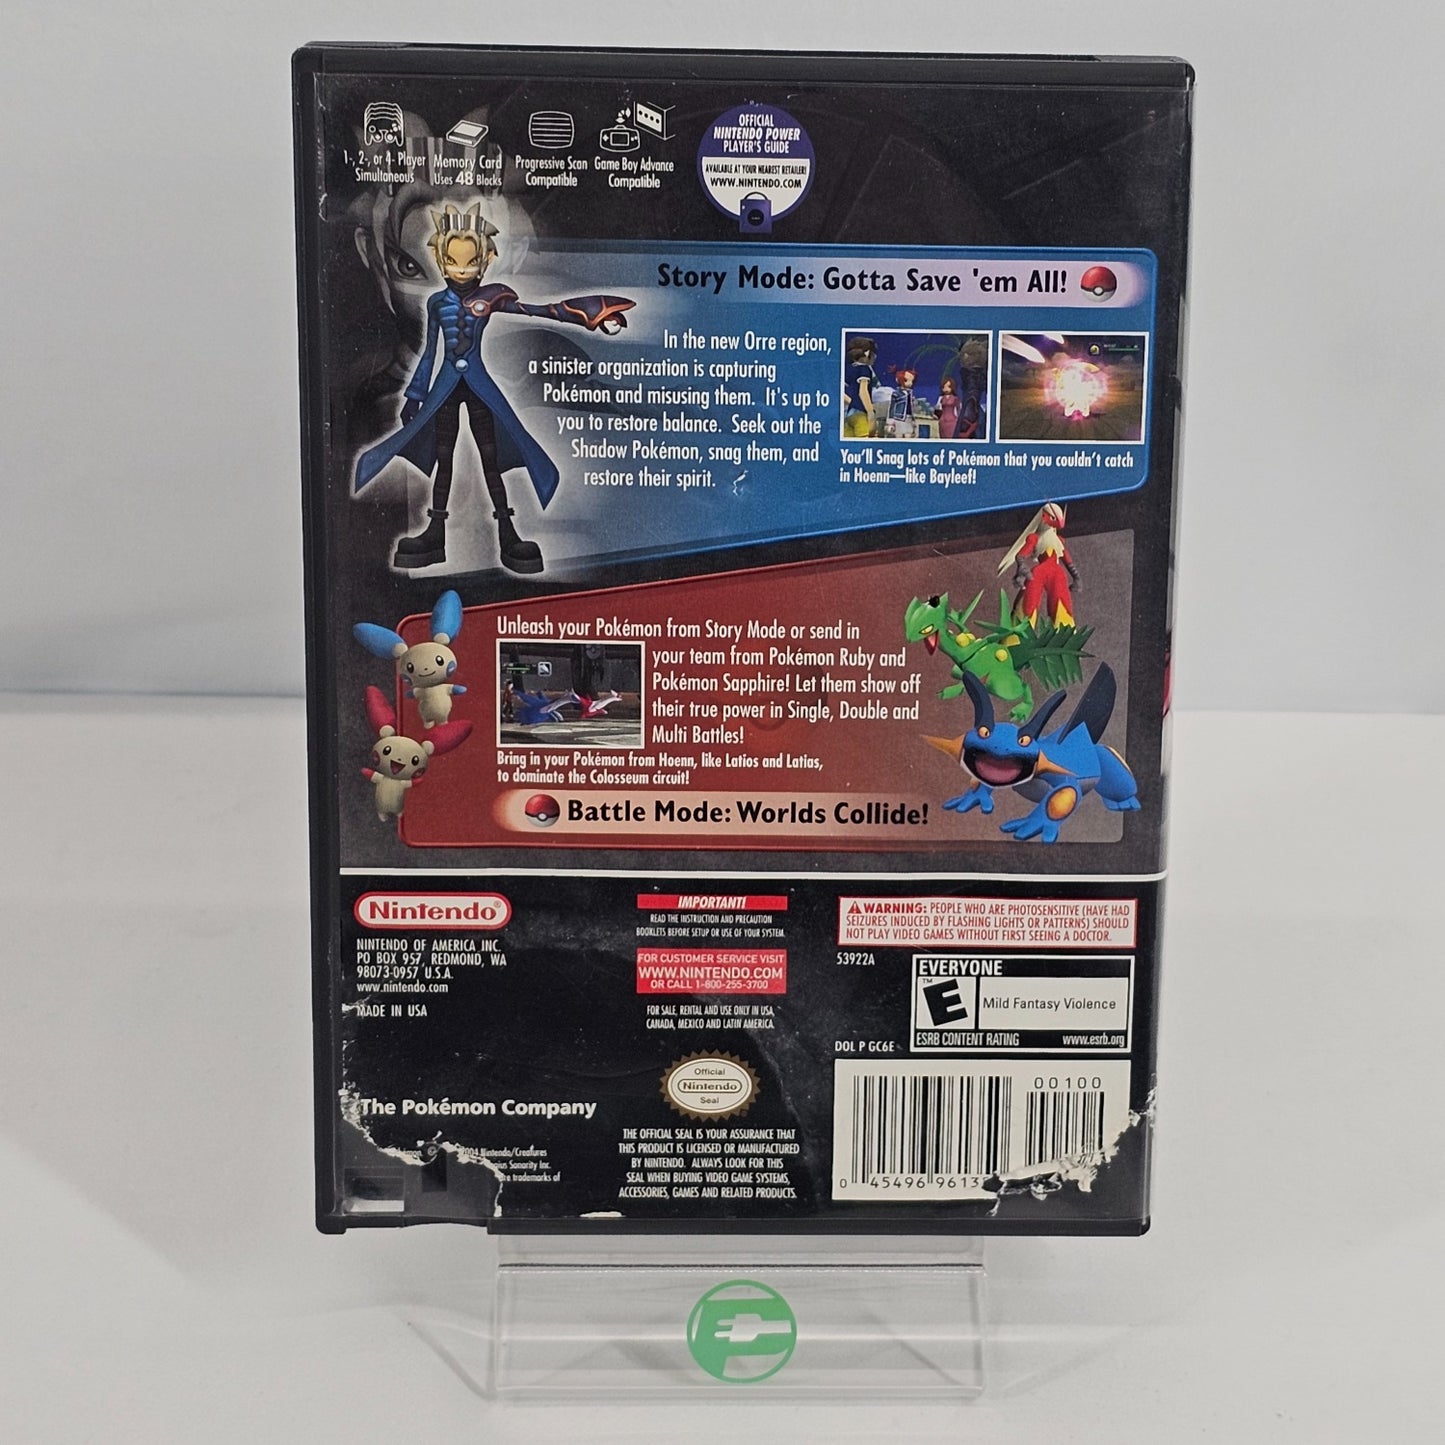 1-, 2-, or 4- Player
Simultaneous
Memory Card
Uses 48 Blocks
Progressive Scan
Compatible
Game Boy Advance
Compatible
OFFICIAL
NINTENDO POWER
PLAYER'S GUIDE
AVAILABLE AT YOUR NEAREST RETAILER!
WWW.NINTENDO.COM
Story Mode: Gotta Save 'em All!
In the new Orre region,
a sinister organization is capturing
Pokémon and misusing them. It's up to
you to restore balance. Seek out the
Shadow Pokémon, snag them, and
restore their spirit.
You'll Snag lots of Pokémon that you couldn't catch
in Hoenn—like Bayleef!
Unleash your Pokémon from Story Mode or send in
your team from Pokémon Ruby and
Pokémon Sapphire! Let them show off
their true power in Single, Double and
Multi Battles!
Bring in your Pokémon from Hoenn, like Latios and Latias,
to dominate the Colosseum circuit!
Battle Mode: Worlds Collide!
Nintendo®
NINTENDO OF AMERICA INC.
PO BOX 957, REDMOND, WA
98073-0957 U.S.A.
www.nintendo.com
MADE IN USA
The Pokémon Company
©
2004 Nintendo/Creatures
Sonority Inc.
are trademarks of
IMPORTANT!
READ THE INSTRUCTION AND PRECAUTION
BOOKLETS BEFORE SETUP OR USE OF YOUR SYSTEM.
FOR CUSTOMER SERVICE VISIT
WWW.NINTENDO.COM
OR CALL 1-800-255-3700
FOR SALE, RENTAL AND USE ONLY IN USA,
CANADA, MEXICO AND LATIN AMERICA.
Official
Nintendo
Seal
THE OFFICIAL SEAL IS YOUR ASSURANCE THAT
THIS PRODUCT IS LICENSED OR MANUFACTURED
BY NINTENDO. ALWAYS LOOK FOR THIS
SEAL WHEN BUYING VIDEO GAME SYSTEMS,
ACCESSORIES, GAMES AND RELATED PRODUCTS.
WARNING: PEOPLE WHO ARE PHOTOSENSITIVE (HAVE HAD
SEIZURES INDUCED BY FLASHING LIGHTS OR PATTERNS) SHOULD
NOT PLAY VIDEO GAMES WITHOUT FIRST SEEING A DOCTOR.
53922A
EVERYONE
E
™
Mild Fantasy Violence
ESRB CONTENT RATING www.esrb.org
DOL P GC6E
00100
0 45496 9613